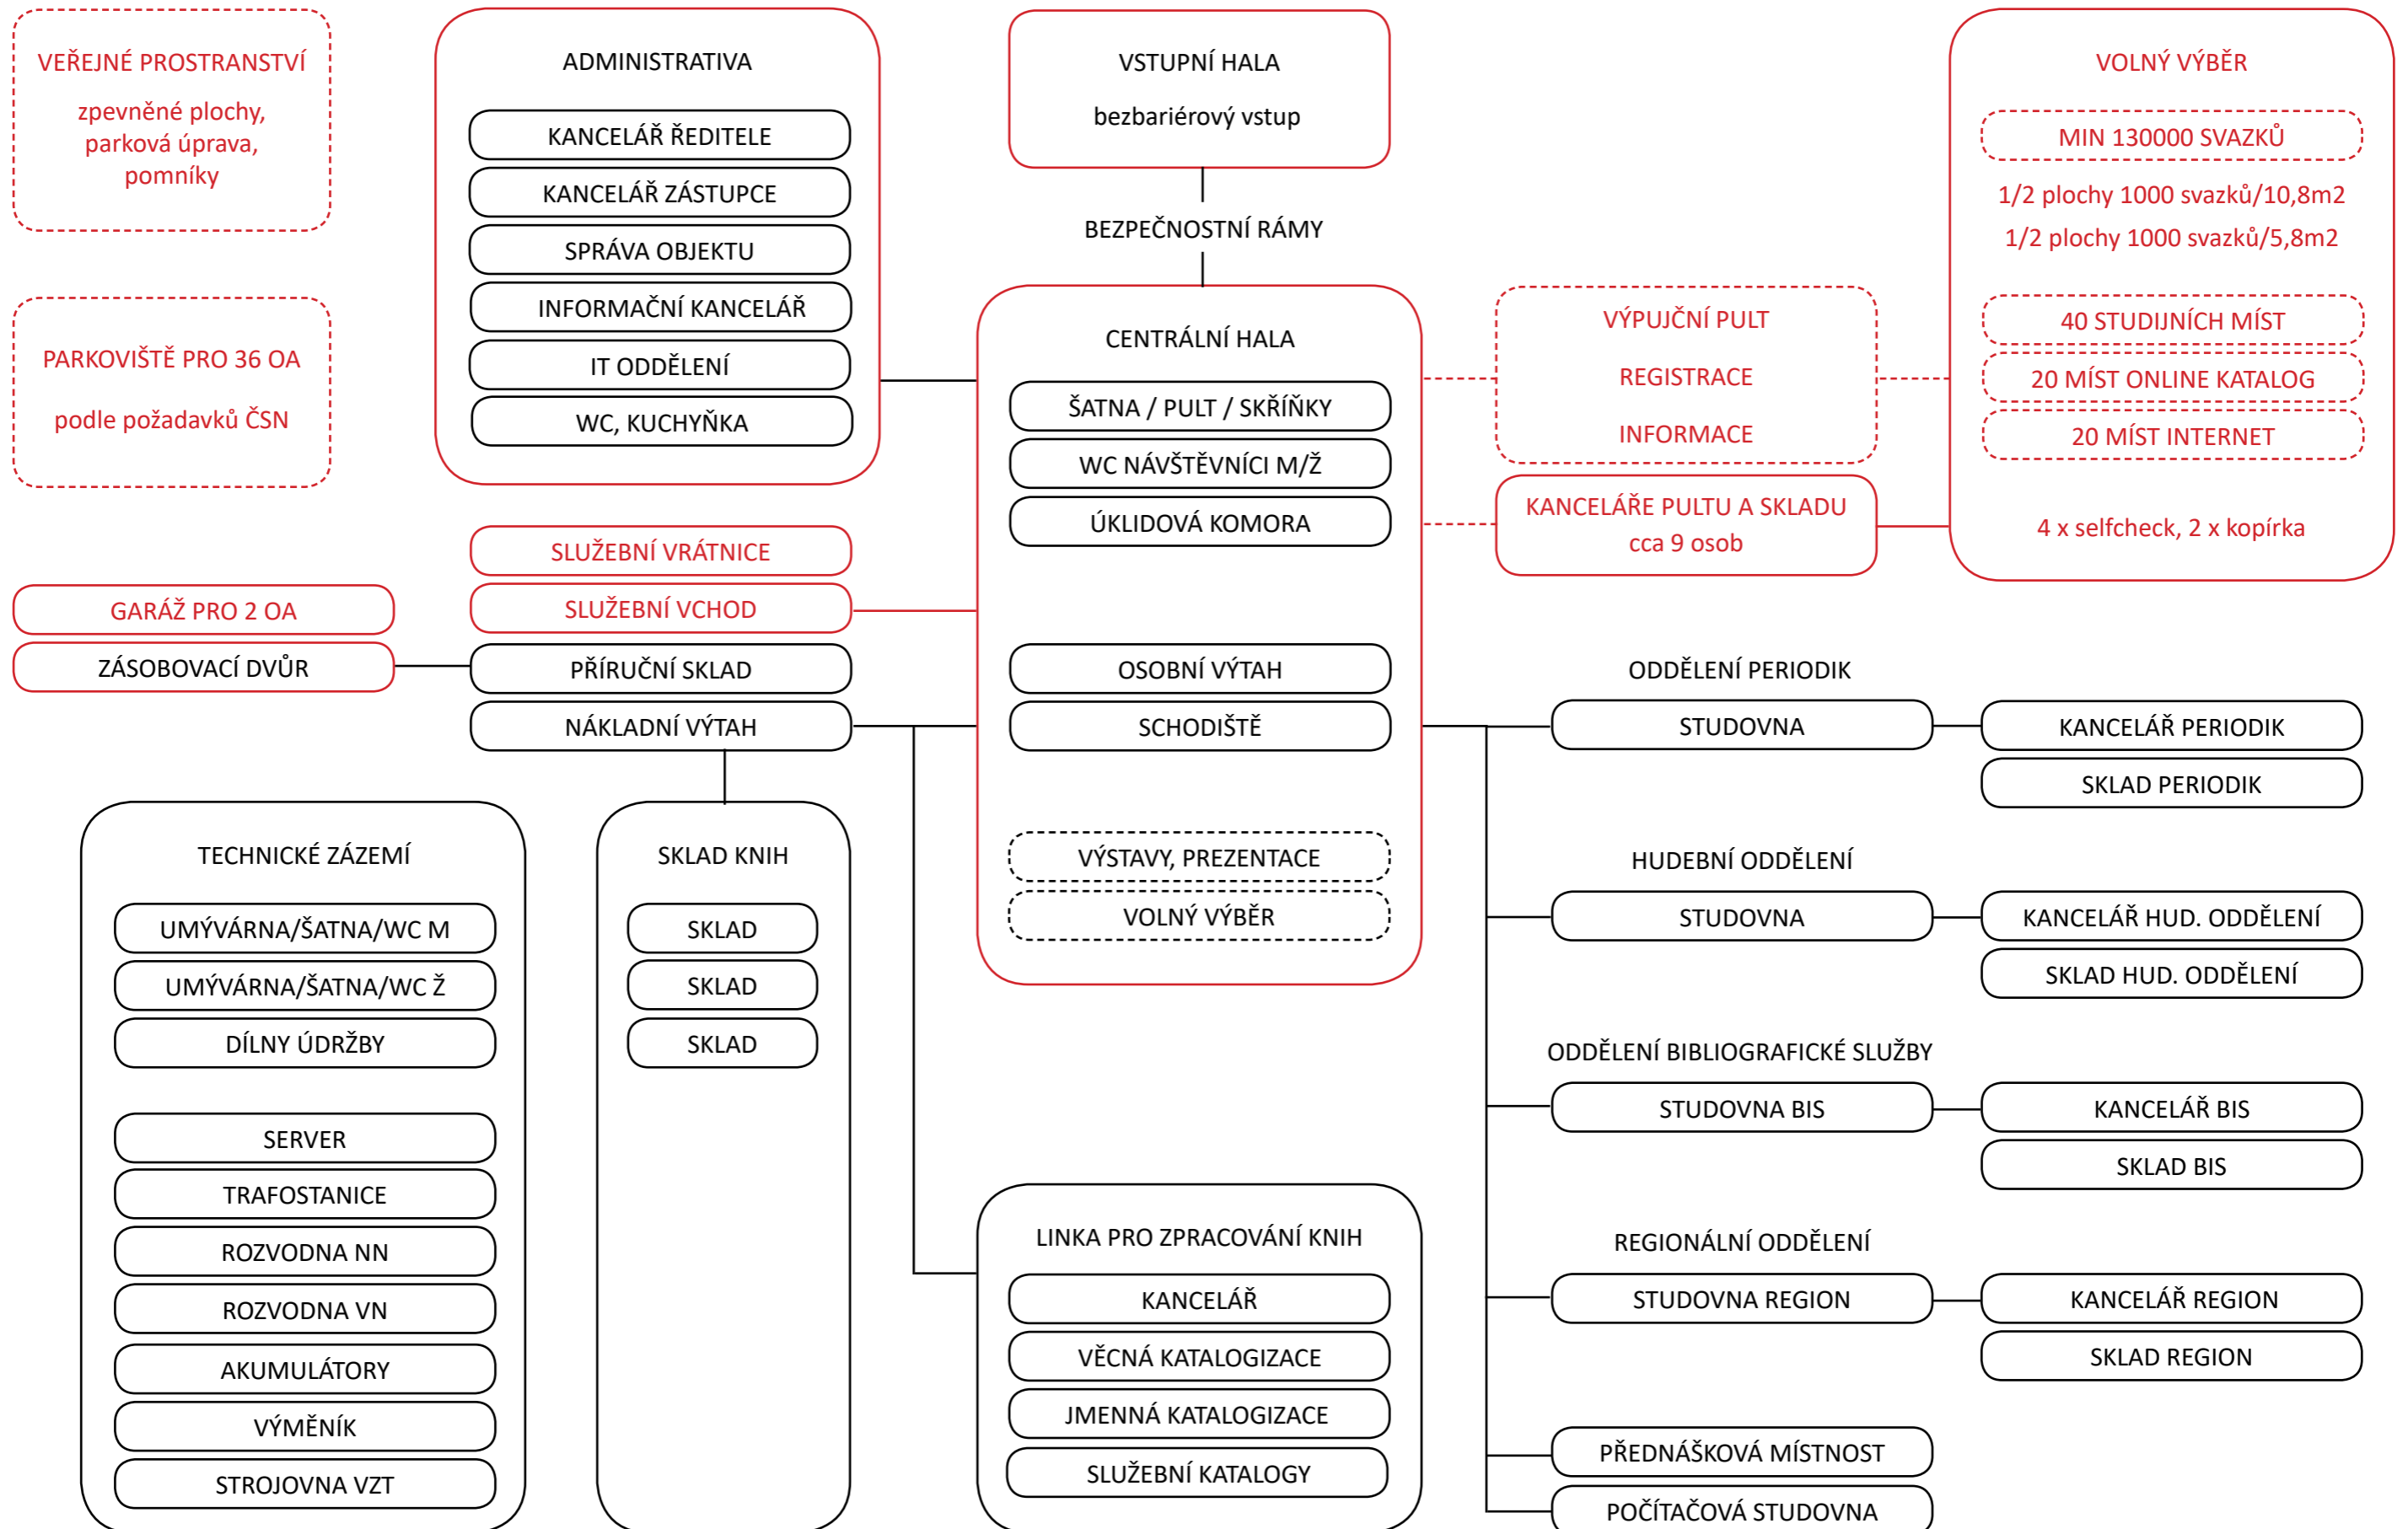 VEŘEJNÉ PROSTRANSTVÍ
zpevněné plochy,
parková úprava,
pomníky
PARKOVIŠTĚ PRO 36 OA
podle požadavků ČSN
ADMINISTRATIVA
KANCELÁŘ ŘEDITELE
KANCELÁŘ ZÁSTUPCE
SPRÁVA OBJEKTU
INFORMAČNÍ KANCELÁŘ
IT ODDĚLENÍ
WC, KUCHYŇKA
VSTUPNÍ HALA
bezbariérový vstup
BEZPEČNOSTNÍ RÁMY
CENTRÁLNÍ HALA
ŠATNA / PULT / SKŘÍŇKY
WC NÁVŠTĚVNÍCI M/Ž
ÚKLIDOVÁ KOMORA
OSOBNÍ VÝTAH
SCHODIŠTĚ
VÝSTAVY, PREZENTACE
VOLNÝ VÝBĚR
VÝPUJČNÍ PULT
REGISTRACE
INFORMACE
KANCELÁŘE PULTU A SKLADU
cca 9 osob
VOLNÝ VÝBĚR
MIN 130000 SVAZKŮ
1/2 plochy 1000 svazků/10,8m2
1/2 plochy 1000 svazků/5,8m2
40 STUDIJNÍCH MÍST
20 MÍST ONLINE KATALOG
20 MÍST INTERNET
4 x selfcheck, 2 x kopírka
SLUŽEBNÍ VRÁTNICE
SLUŽEBNÍ VCHOD
PŘÍRUČNÍ SKLAD
NÁKLADNÍ VÝTAH
GARÁŽ PRO 2 OA
ZÁSOBOVACÍ DVŮR
TECHNICKÉ ZÁZEMÍ
UMÝVÁRNA/ŠATNA/WC M
UMÝVÁRNA/ŠATNA/WC Ž
DÍLNY ÚDRŽBY
SERVER
TRAFOSTANICE
ROZVODNA NN
ROZVODNA VN
AKUMULÁTORY
VÝMĚNÍK
STROJOVNA VZT
SKLAD KNIH
SKLAD
SKLAD
SKLAD
LINKA PRO ZPRACOVÁNÍ KNIH
KANCELÁŘ
VĚCNÁ KATALOGIZACE
JMENNÁ KATALOGIZACE
SLUŽEBNÍ KATALOGY
ODDĚLENÍ PERIODIK
STUDOVNA
KANCELÁŘ PERIODIK
SKLAD PERIODIK
HUDEBNÍ ODDĚLENÍ
STUDOVNA
KANCELÁŘ HUD. ODDĚLENÍ
SKLAD HUD. ODDĚLENÍ
ODDĚLENÍ BIBLIOGRAFICKÉ SLUŽBY
STUDOVNA BIS
KANCELÁŘ BIS
SKLAD BIS
REGIONÁLNÍ ODDĚLENÍ
STUDOVNA REGION
KANCELÁŘ REGION
SKLAD REGION
PŘEDNÁŠKOVÁ MÍSTNOST
POČÍTAČOVÁ STUDOVNA